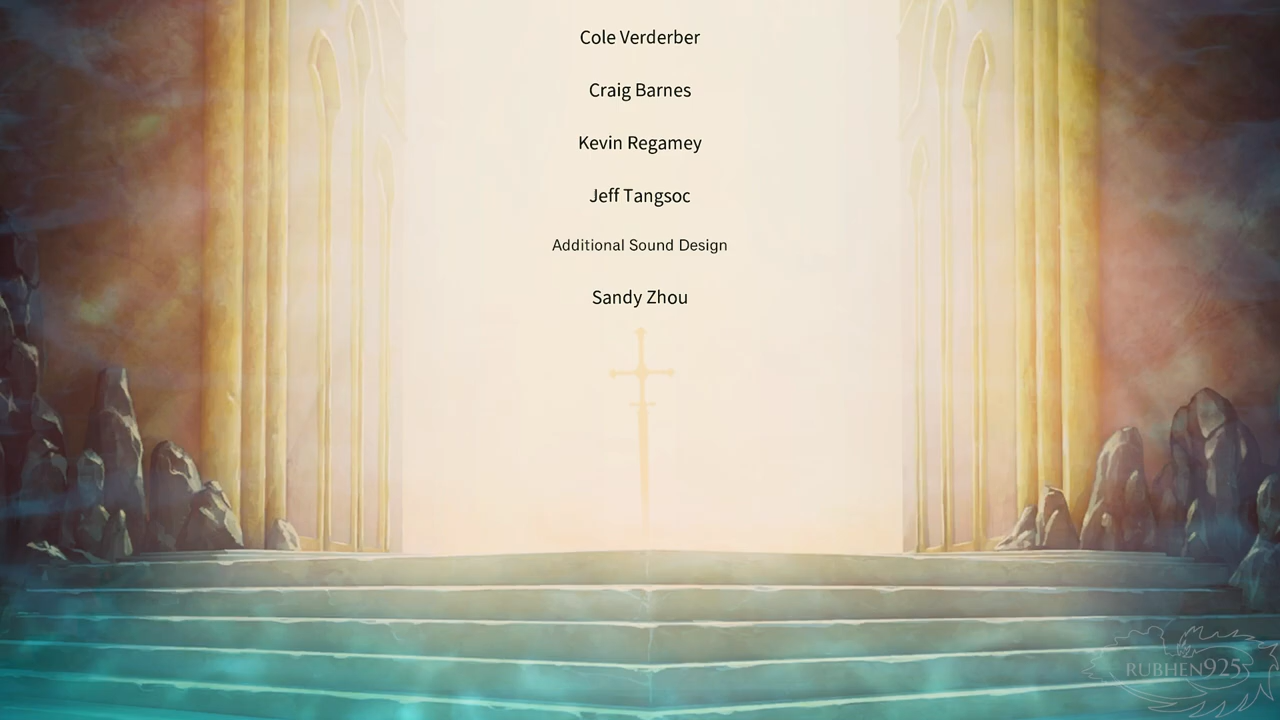 Cole Verderber
Craig Barnes
Kevin Regamey
Jeff Tangsoc
Additional Sound Design
Sandy Zhou
RUBHEN925